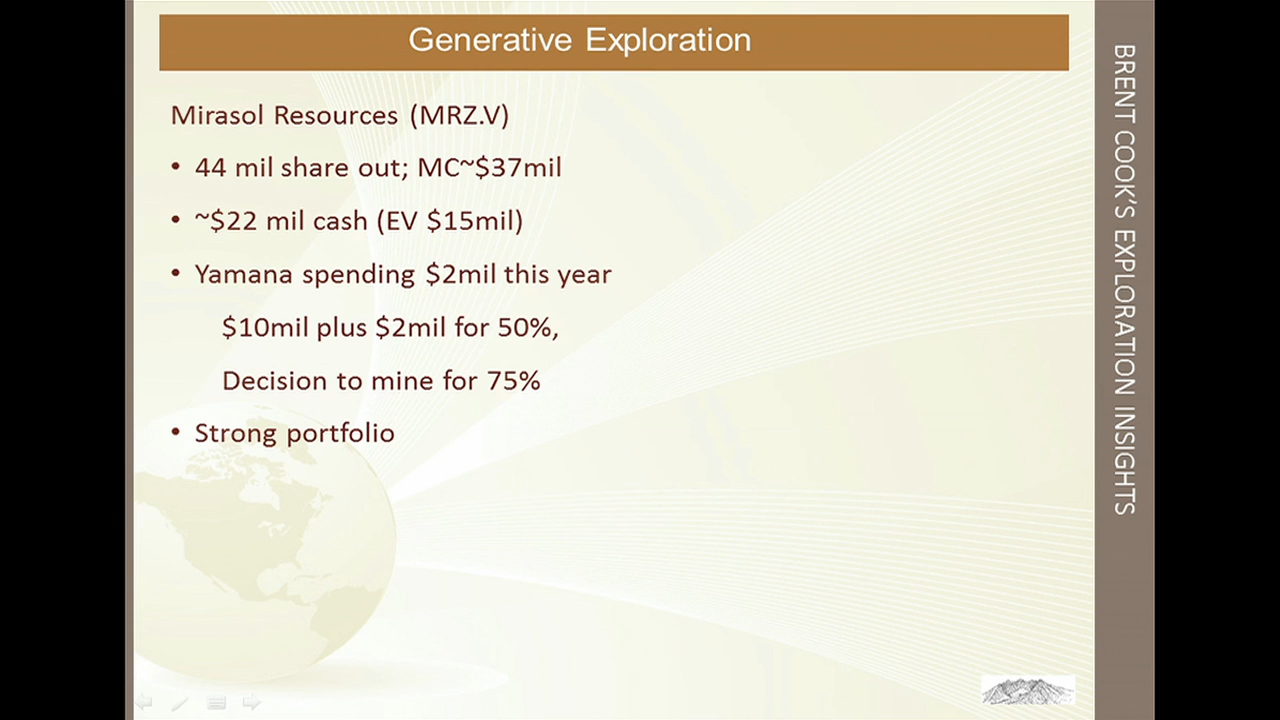 Generative Exploration
Mirasol Resources (MRZ.V)
• 44 mil share out; MC~$37mil
• ~$22 mil cash (EV $15mil)
• Yamana spending $2mil this year
$10mil plus $2mil for 50%,
Decision to mine for 75%
• Strong portfolio
BRENT COOK'S EXPLORATION INSIGHTS